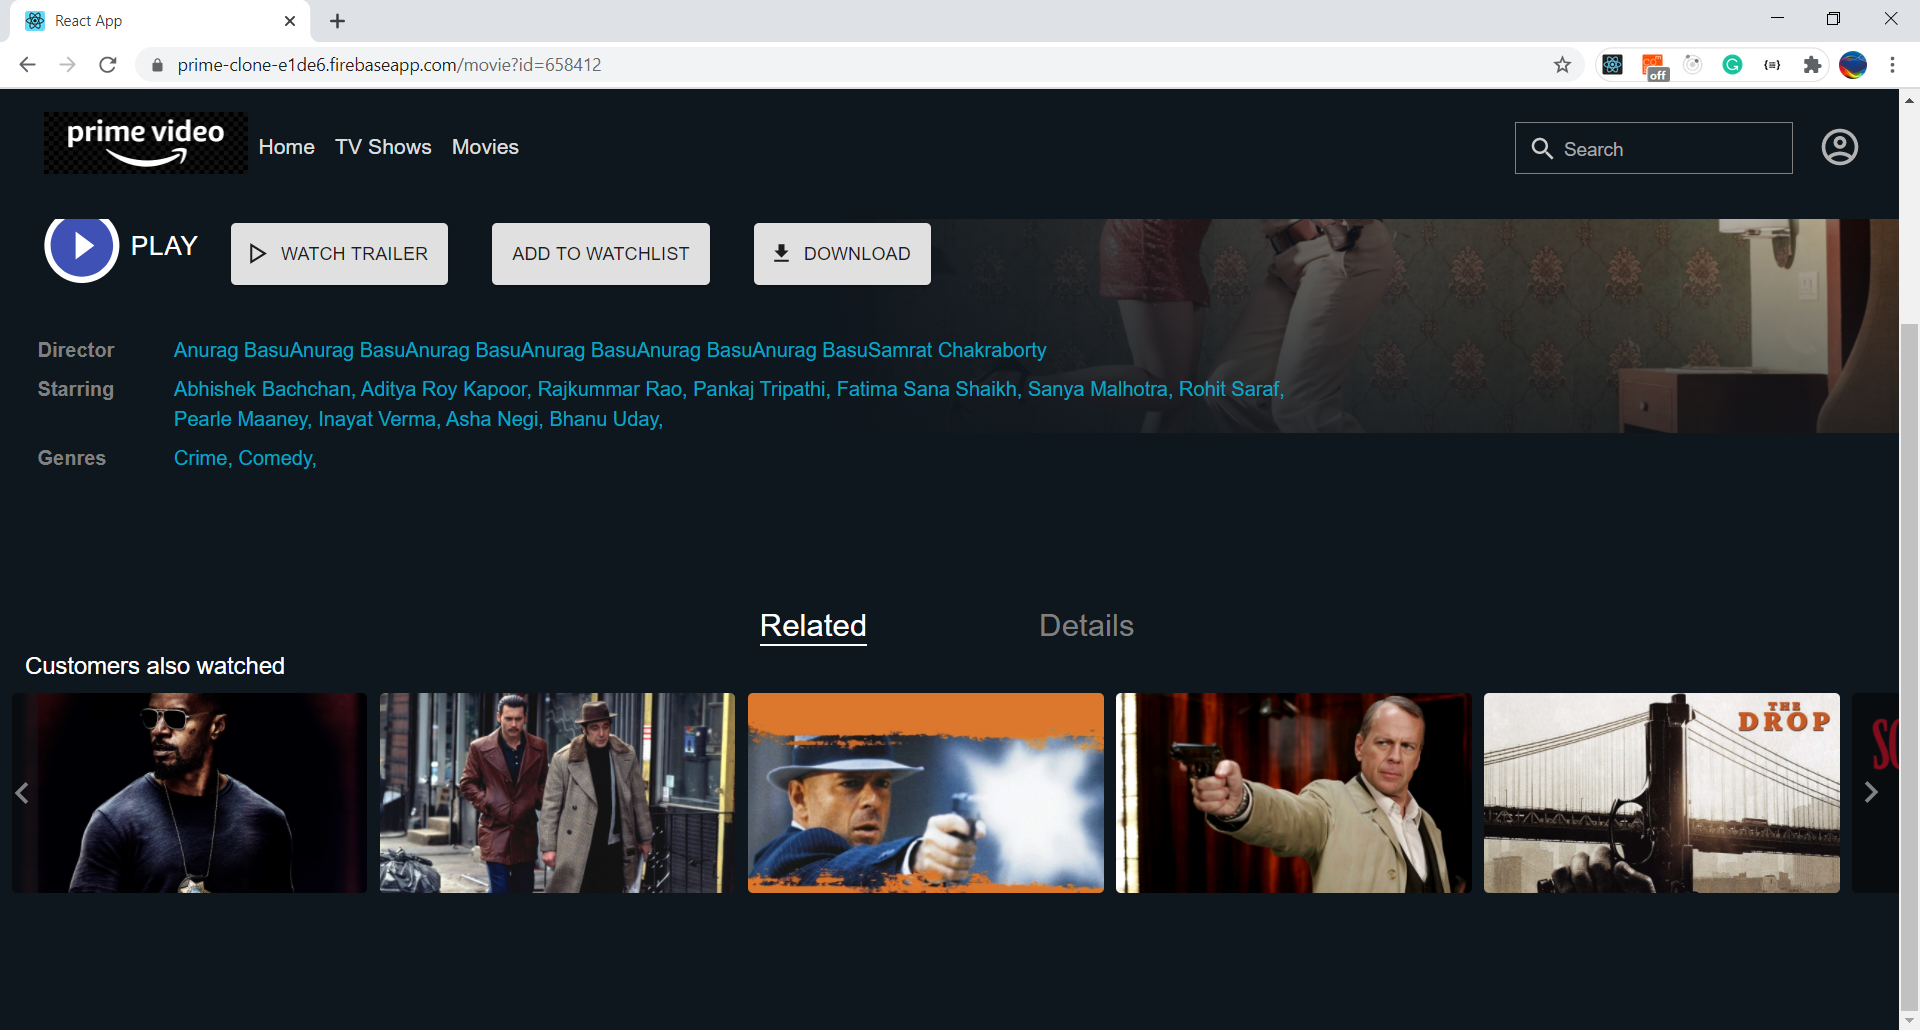 React App
prime-clone-e1de6.firebaseapp.com/movie?id=658412
off
prime video
Home TV Shows Movies
Search
PLAY
WATCH TRAILER
ADD TO WATCHLIST
DOWNLOAD
Director Anurag BasuAnurag BasuAnurag BasuAnurag BasuAnurag BasuAnurag BasuSamrat Chakraborty
Starring Abhishek Bachchan, Aditya Roy Kapoor, Rajkummar Rao, Pankaj Tripathi, Fatima Sana Shaikh, Sanya Malhotra, Rohit Saraf,
Pearle Maaney, Inayat Verma, Asha Negi, Bhanu Uday,
Genres Crime, Comedy,
Related Details
Customers also watched
THE
DROP